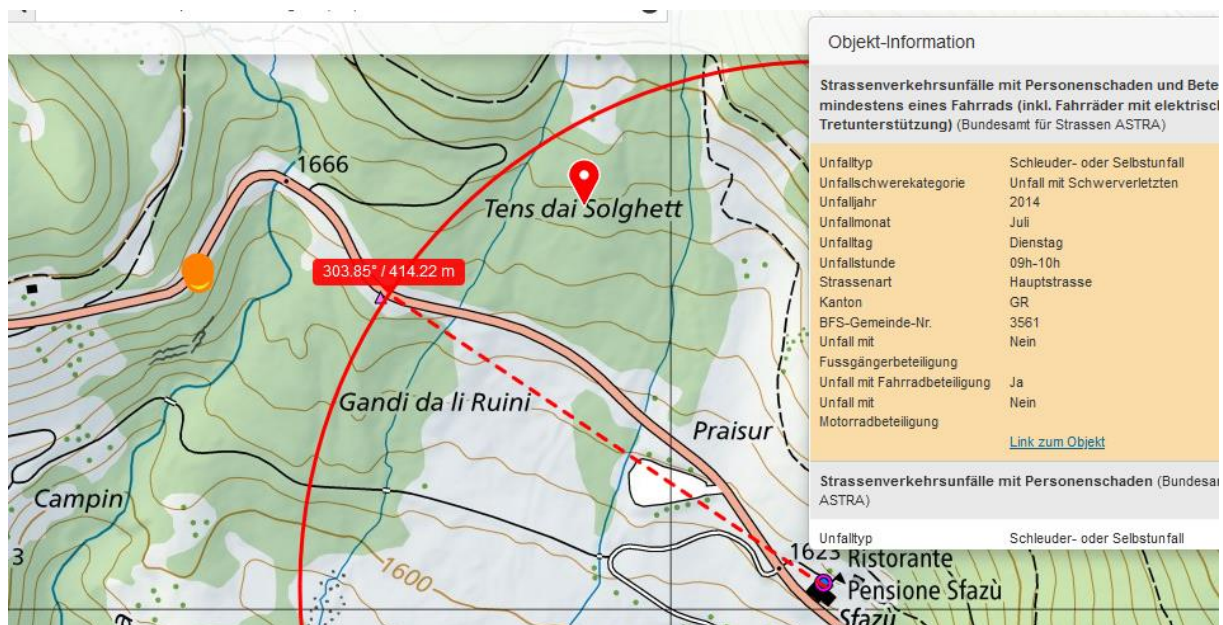 1666
Tens dai Solghett
303.85° / 414.22 m
Gandi da li Ruini
Praisur
Campin
3
1600
1623
Ristorante
Pensione Sfazù
Sfazù
Objekt-Information
Strassenverkehrsunfälle mit Personenschaden und Bete
mindestens eines Fahrrads (inkl. Fahrräder mit elektrisch
Tretunterstützung) (Bundesamt für Strassen ASTRA)
Unfalltyp Schleuder- oder Selbstunfall
Unfallschwerekategorie Unfall mit Schwerverletzten
Unfalljahr 2014
Unfallmonat Juli
Unfalltag Dienstag
Unfallstunde 09h-10h
Strassenart Hauptstrasse
Kanton GR
BFS-Gemeinde-Nr. 3561
Unfall mit Nein
Fussgängerbeteiligung
Unfall mit Fahrradbeteiligung Ja
Unfall mit Nein
Motorradbeteiligung
Link zum Objekt
Strassenverkehrsunfälle mit Personenschaden (Bundesar
ASTRA)
Unfalltyp Schleuder- oder Selbstunfall